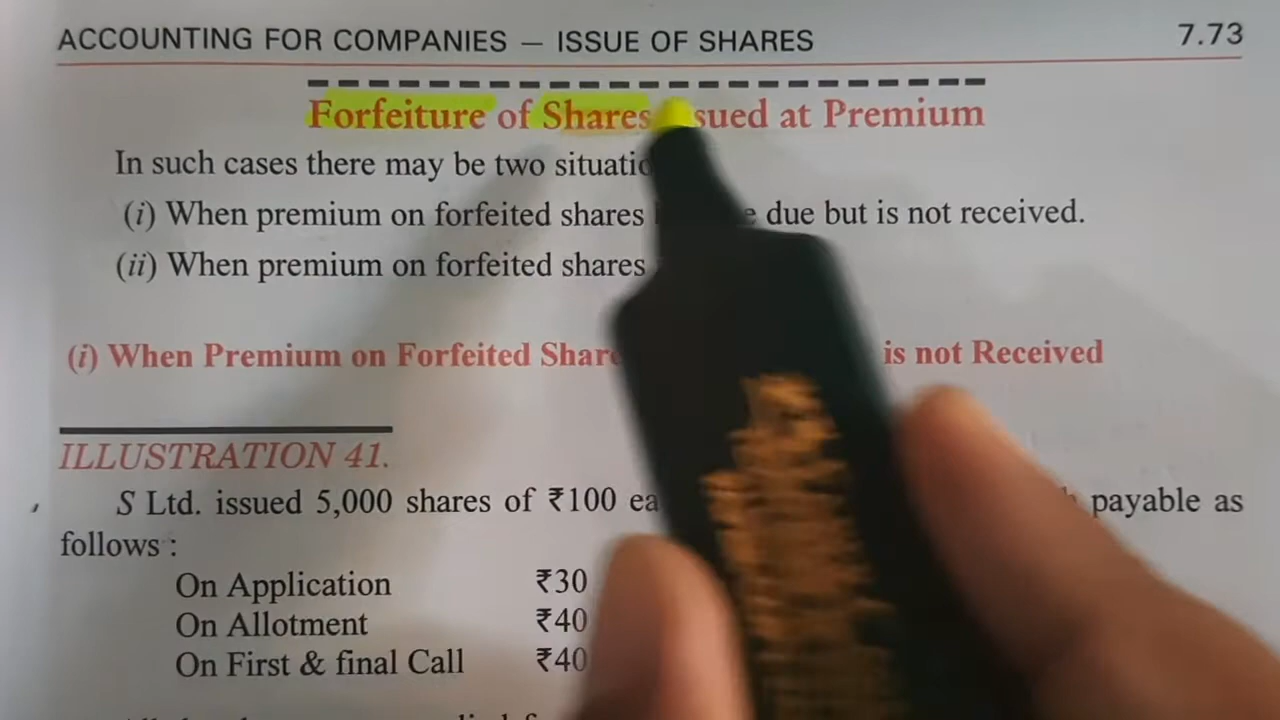 ACCOUNTING FOR COMPANIES — ISSUE OF SHARES 7.73
Forfeiture of Shares sued at Premium
In such cases there may be two situatio
(i) When premium on forfeited shares e due but is not received.
(ii) When premium on forfeited shares
(i) When Premium on Forfeited Share is not Received
ILLUSTRATION 41.
S Ltd. issued 5,000 shares of ₹100 ea payable as
follows :
On Application ₹30
On Allotment ₹40
On First & final Call ₹40